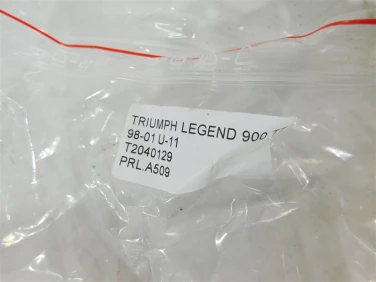 TRIUMPH LEGEND 900
98-01 U-11
T2040129
PRL.A509